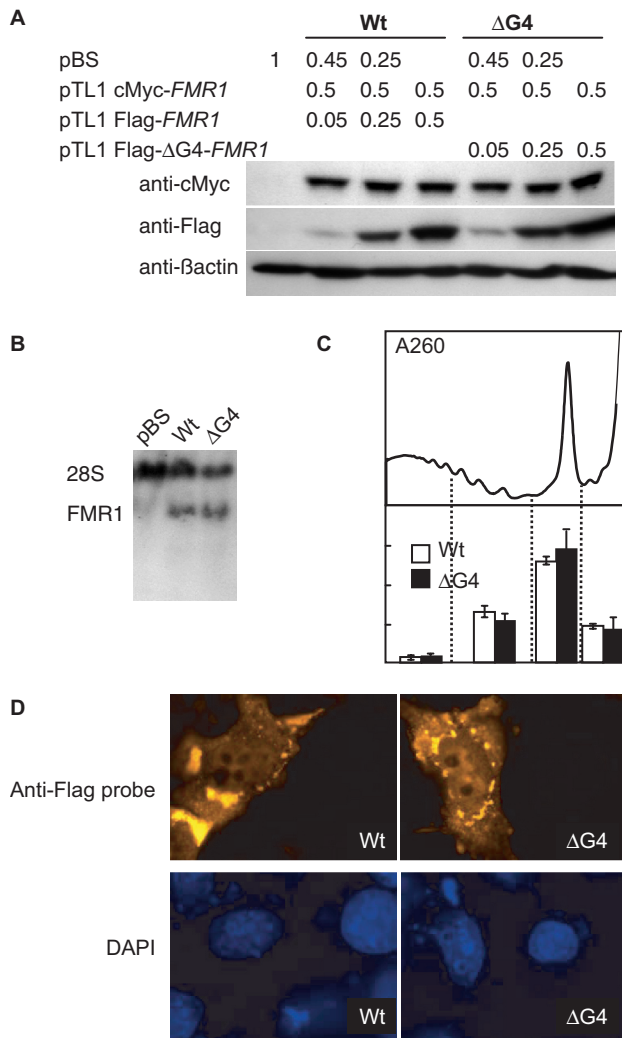 A
Wt ΔG4
pBS 1 0.45 0.25 0.45 0.25
pTL1 cMyc-FMR1 0.5 0.5 0.5 0.5 0.5 0.5
pTL1 Flag-FMR1 0.05 0.25 0.5
pTL1 Flag-ΔG4-FMR1 0.05 0.25 0.5
anti-cMyc
anti-Flag
anti-ßactin
B
pBS Wt ΔG4
28S
FMR1
C
A260
Wt
ΔG4
D
Anti-Flag probe
Wt ΔG4
DAPI
Wt ΔG4